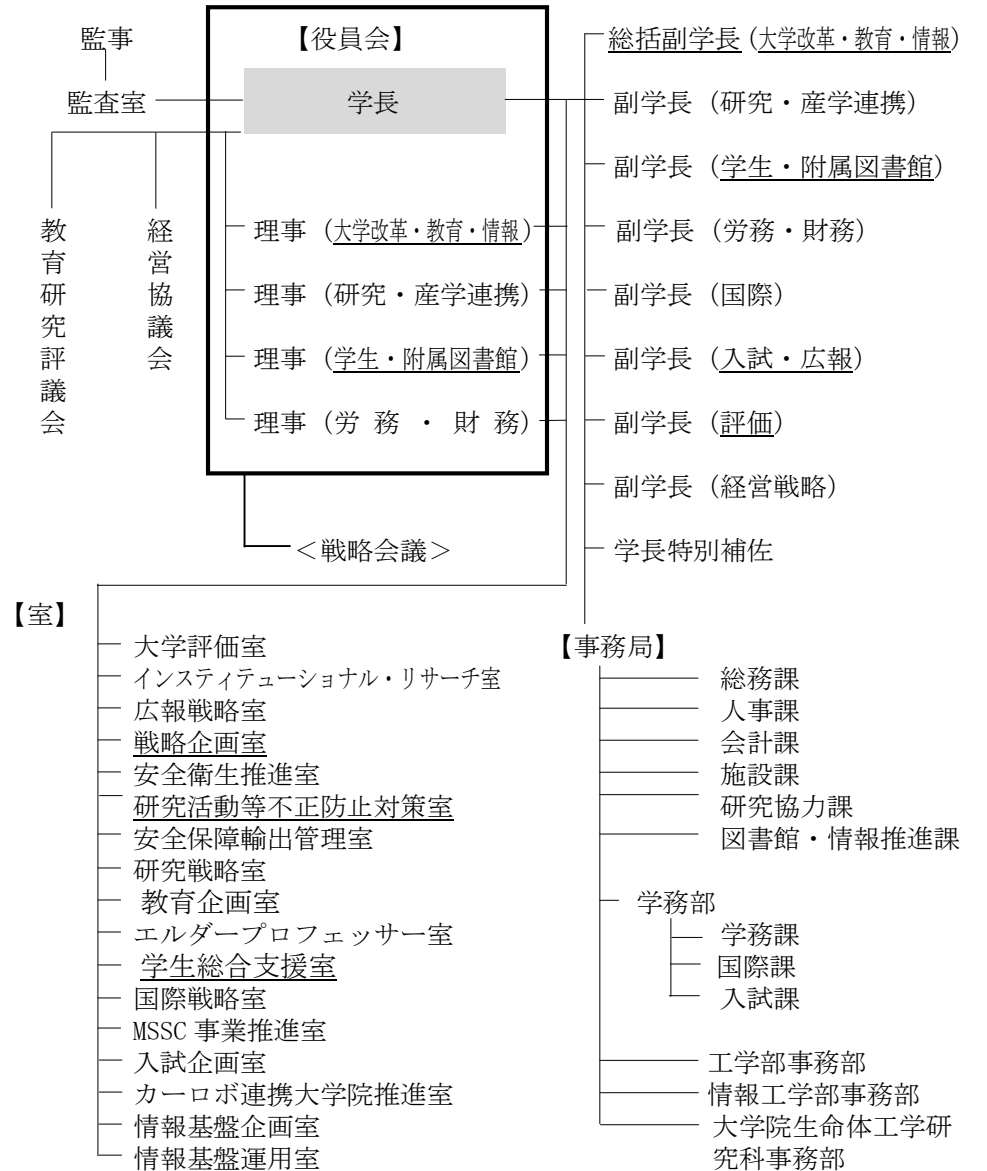 監事
監査室
教育研究評議会
経営協議会
【役員会】
学長
理事（大学改革・教育・情報）
理事（研究・産学連携）
理事（学生・附属図書館）
理事（労務・財務）
＜戦略会議＞
総括副学長（大学改革・教育・情報）
副学長（研究・産学連携）
副学長（学生・附属図書館）
副学長（労務・財務）
副学長（国際）
副学長（入試・広報）
副学長（評価）
副学長（経営戦略）
学長特別補佐
【室】
大学評価室
インスティテューショナル・リサーチ室
広報戦略室
戦略企画室
安全衛生推進室
研究活動等不正防止対策室
安全保障輸出管理室
研究戦略室
教育企画室
エルダープロフェッサー室
学生総合支援室
国際戦略室
MSSC事業推進室
入試企画室
カーロボ連携大学院推進室
情報基盤企画室
情報基盤運用室
【事務局】
総務課
人事課
会計課
施設課
研究協力課
図書館・情報推進課
学務部
学務課
国際課
入試課
工学部事務部
情報工学部事務部
大学院生命体工学研
究科事務部